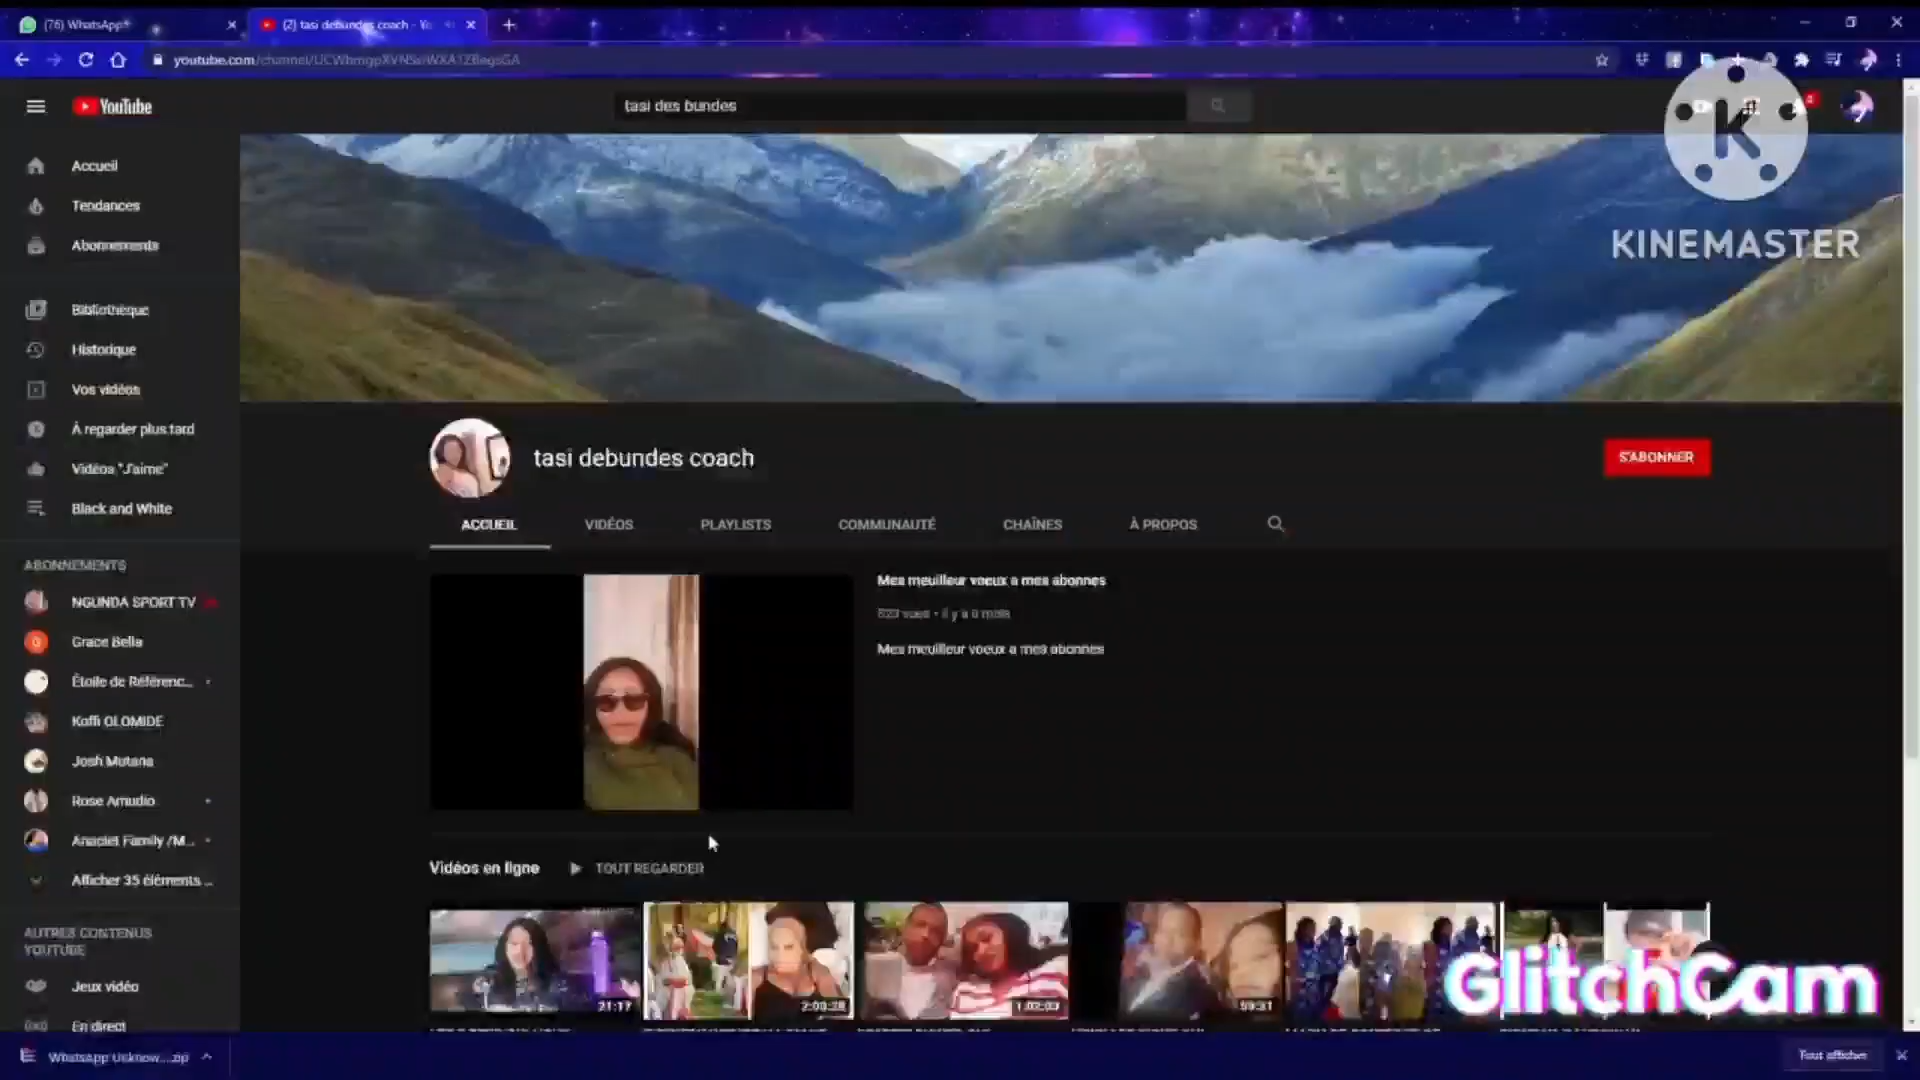 (76) WhatsApp
(2) tasi debundes coach - Yo
youtube.com/channel/
YouTube
tasi des bundes
KINEMASTER
Accueil
Tendances
Abonnements
Bibliothèque
Historique
Vos vidéos
À regarder plus tard
Vidéos "J'aime"
Black and White
tasi debundes coach
S'ABONNER
ACCUEIL VIDÉOS PLAYLISTS COMMUNAUTÉ CHAÎNES À PROPOS
ABONNEMENTS
NGUNDA SPORT TV
Grace Bella
Étoile de Référenc...
Koffi OLOMIDE
Josh Mutana
Rose Amudio
Anaclet Family /M...
Afficher 35 éléments ...
Mes meuilleur voeux a mes abonnes
Mes meuilleur voeux a mes abonnes
Vidéos en ligne TOUT REGARDER
21:17
2:00:28
1:02:03
59:31
AUTRES CONTENUS
YOUTUBE
Jeux vidéo
En direct
GlitchCam
WhatsApp Unknow....zip
Tout afficher